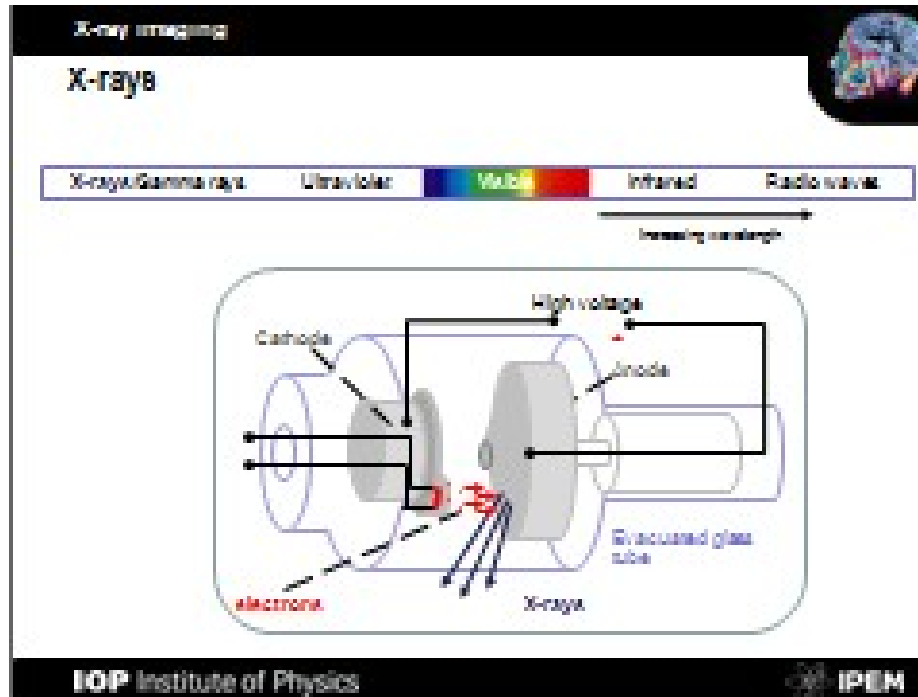 X-ray imaging
X-rays
X-rays/Gamma rays Ultraviolet Visible Infrared Radio waves
Increasing wavelength
High voltage
Cathode
Anode
Evacuated glass
tube
electrons
X-rays
IOP Institute of Physics
IPEM